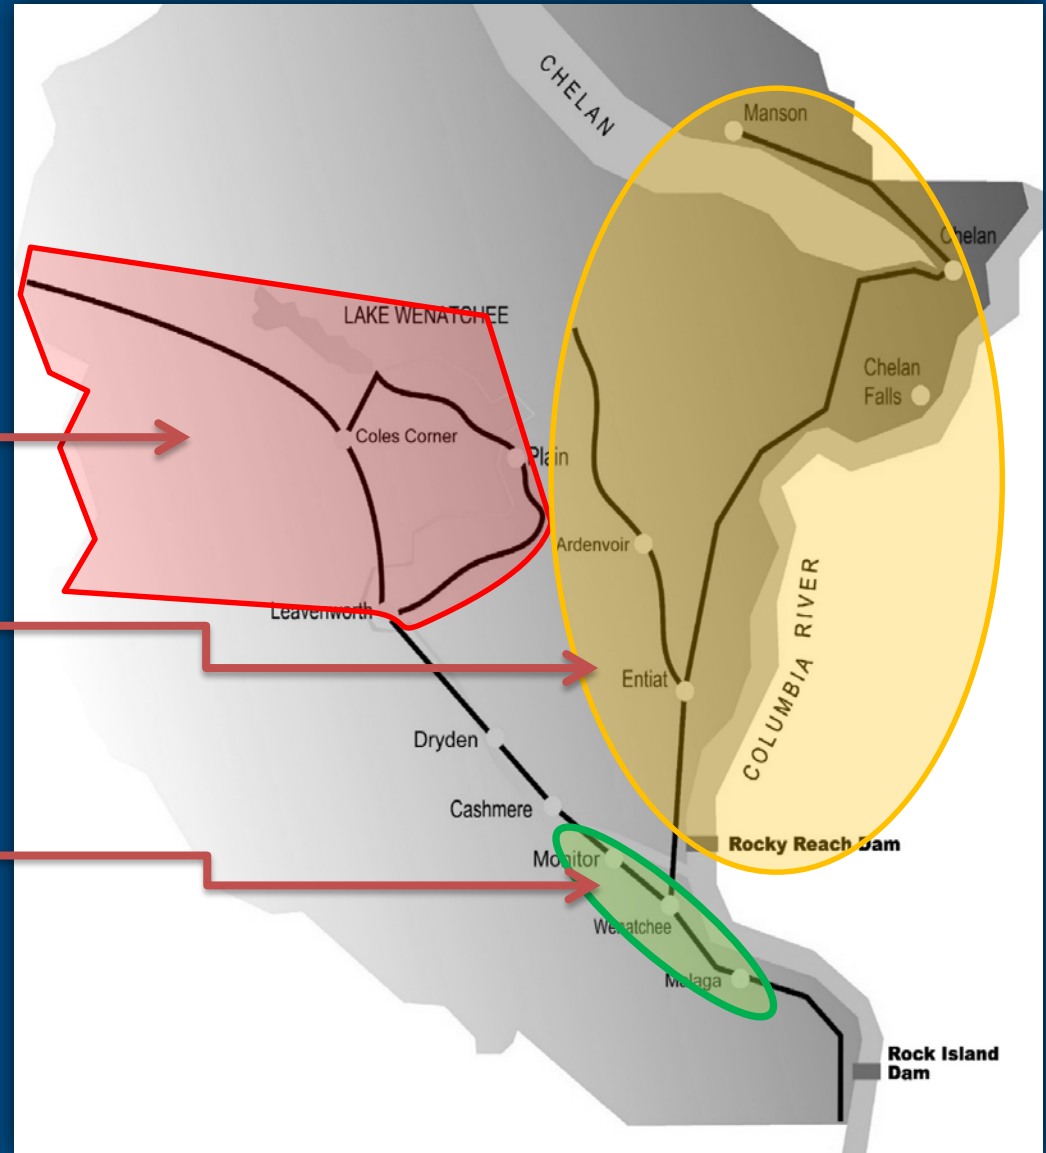 CHELAN
Manson
Chelan
LAKE WENATCHEE
Chelan
Falls
Coles Corner
Plain
Ardenvoir
COLUMBIA RIVER
Leavenworth
Entiat
Dryden
Cashmere
Rocky Reach Dam
Monitor
Wenatchee
Malaga
Rock Island
Dam